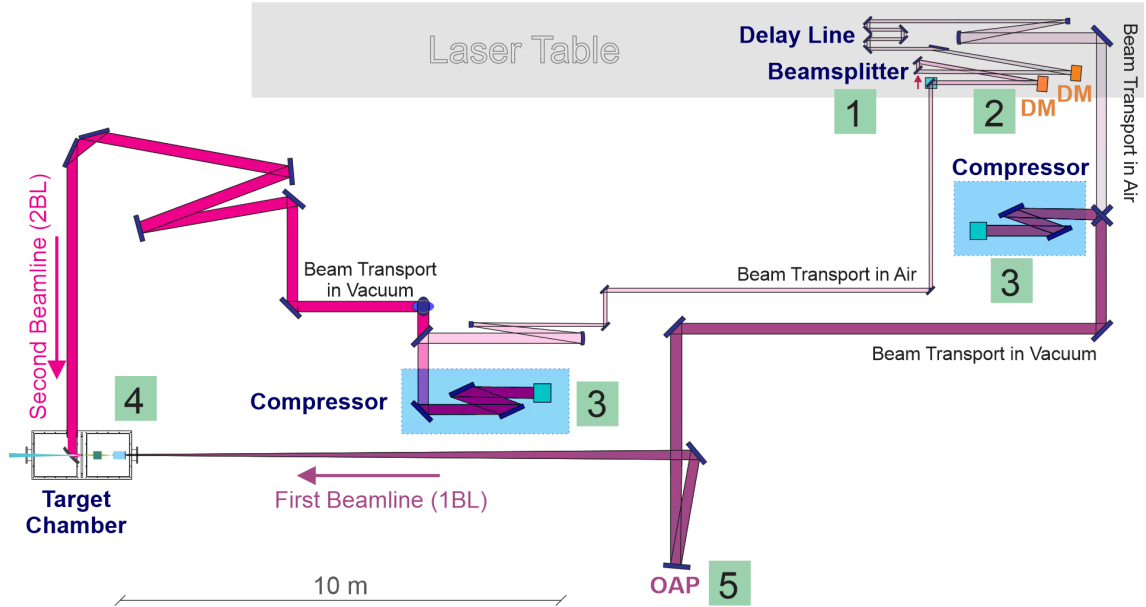 Laser Table
Delay Line
Beamsplitter
1
2
DM
DM
Beam Transport in Air
Compressor
3
Second Beamline (2BL)
Beam Transport
in Vacuum
Beam Transport in Air
Beam Transport in Vacuum
Compressor
3
4
Target
Chamber
First Beamline (1BL)
OAP
5
10 m